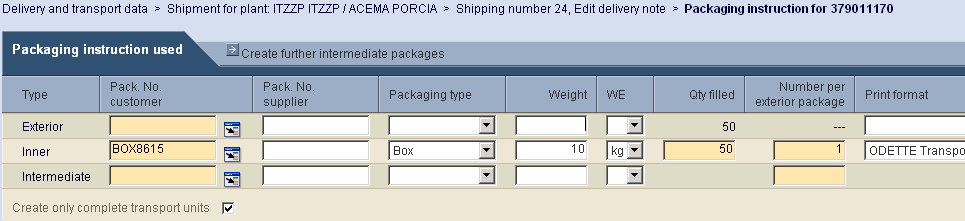 Delivery and transport data > Shipment for plant: ITZZP ITZZP / ACEMA PORCIA > Shipping number 24, Edit delivery note > Packaging instruction for 379011170
Packaging instruction used
Create further intermediate packages
Type Pack. No. customer Pack. No. supplier Packaging type Weight WE Qty filled Number per exterior package Print format
Exterior 50 ---
Inner BOX8615 Box 10 kg 50 1 ODETTE Transpo
Intermediate
Create only complete transport units